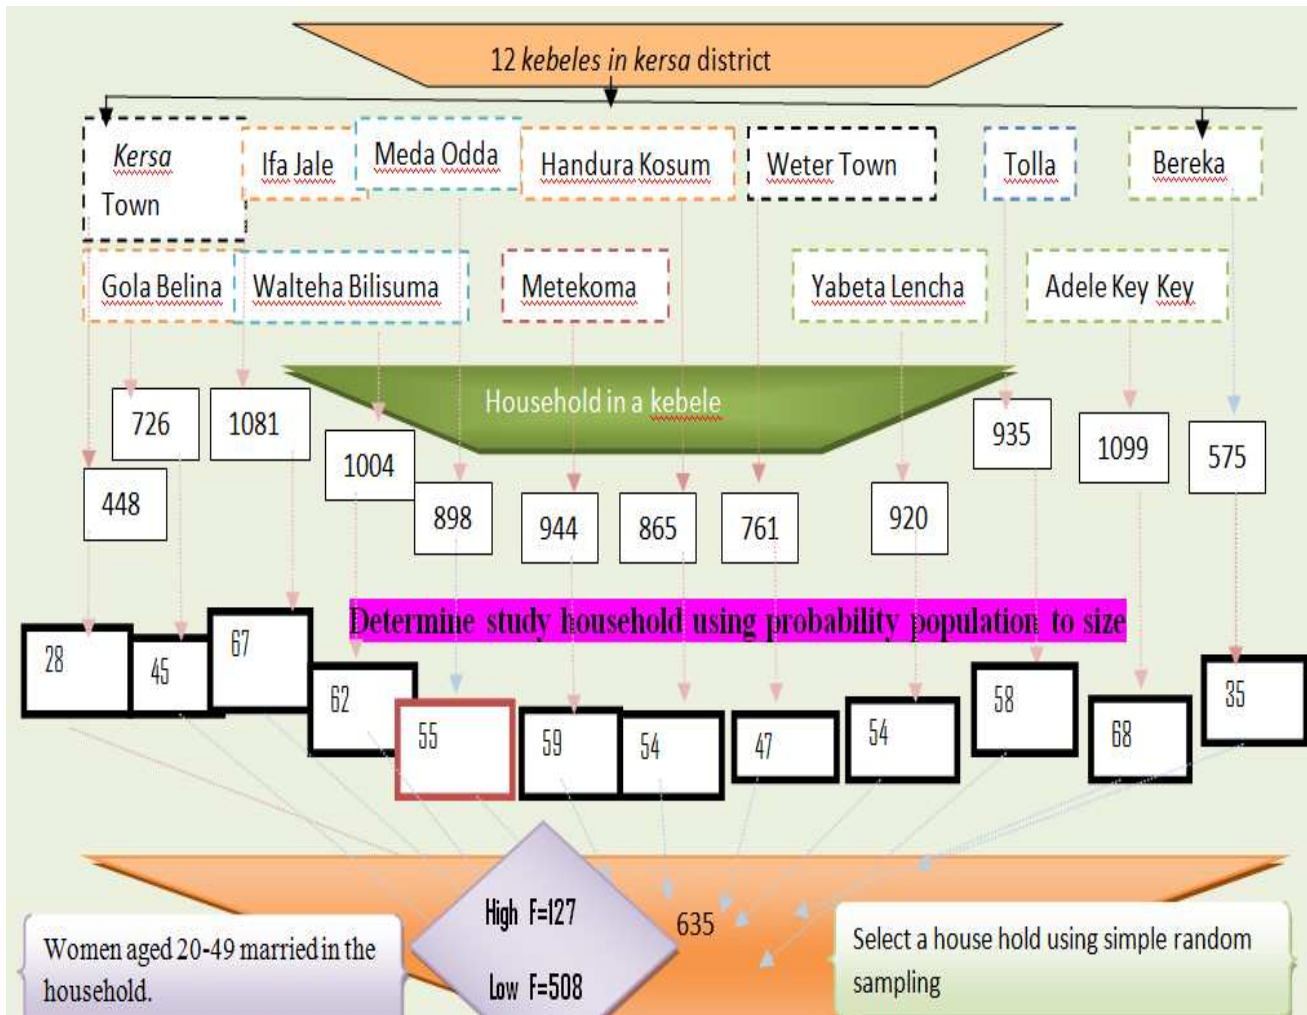 12 kebeles in kersa district
Kersa
Town
Ifa Jale
Meda Odda
Handura Kosum
Weter Town
Tolla
Bereka
Gola Belina
Walteha Bilisuma
Metekoma
Yabeta Lencha
Adele Key Key
Household in a kebele
726
1081
1004
448
898
944
865
761
920
935
1099
575
Determine study household using probability population to size
28
45
67
62
55
59
54
47
54
58
68
35
High F=127
Low F=508
635
Women aged 20-49 married in the
household.
Select a house hold using simple random
sampling